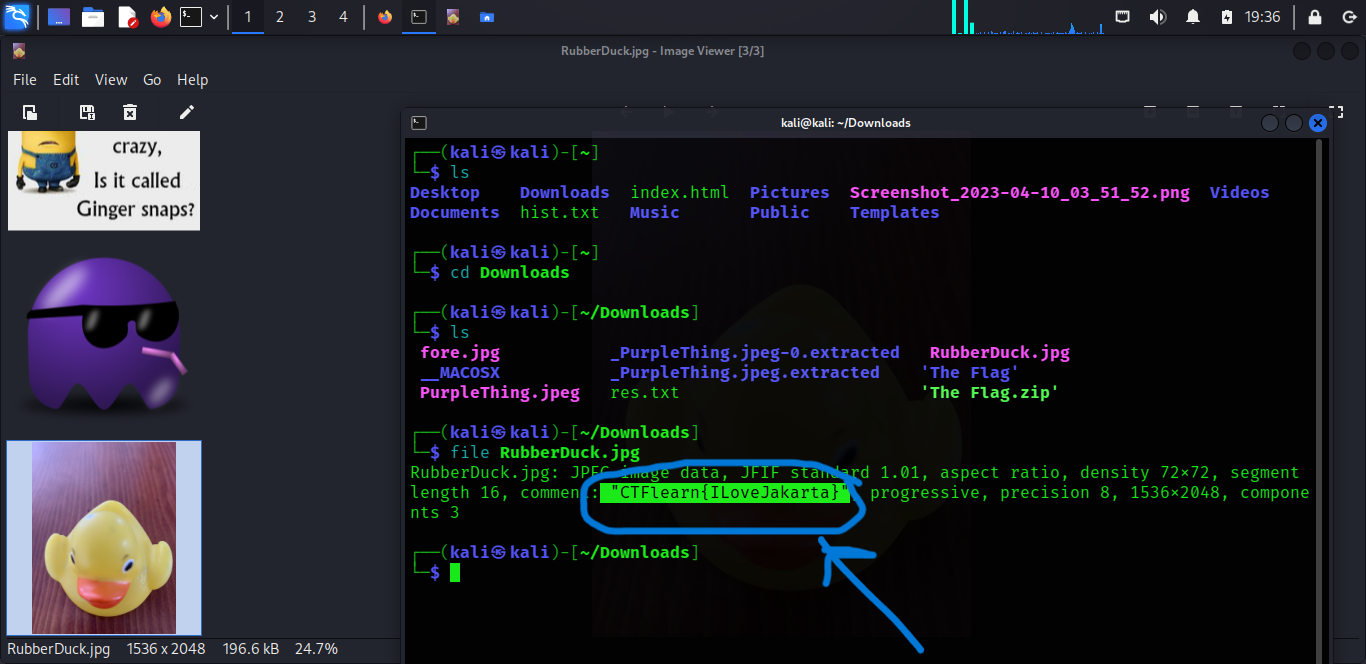 1 2 3 4 19:36
RubberDuck.jpg - Image Viewer [3/3]
File Edit View Go Help
crazy,
Is it called
Ginger snaps?
RubberDuck.jpg 1536 x 2048 196.6 kB 24.7%
kali@kali: ~/Downloads
┌──(kali㉿kali)-[~]
└─$ ls
Desktop Downloads index.html Pictures Screenshot_2023-04-10_03_51_52.png Videos
Documents hist.txt Music Public Templates
┌──(kali㉿kali)-[~]
└─$ cd Downloads
┌──(kali㉿kali)-[~/Downloads]
└─$ ls
fore.jpg _PurpleThing.jpeg-0.extracted RubberDuck.jpg
__MACOSX _PurpleThing.jpeg.extracted 'The Flag'
PurpleThing.jpeg res.txt 'The Flag.zip'
┌──(kali㉿kali)-[~/Downloads]
└─$ file RubberDuck.jpg
RubberDuck.jpg: JPEG image data, JFIF standard 1.01, aspect ratio, density 72×72, segment
length 16, comment: "CTFlearn{ILoveJakarta}", progressive, precision 8, 1536×2048, compone
nts 3
┌──(kali㉿kali)-[~/Downloads]
└─$